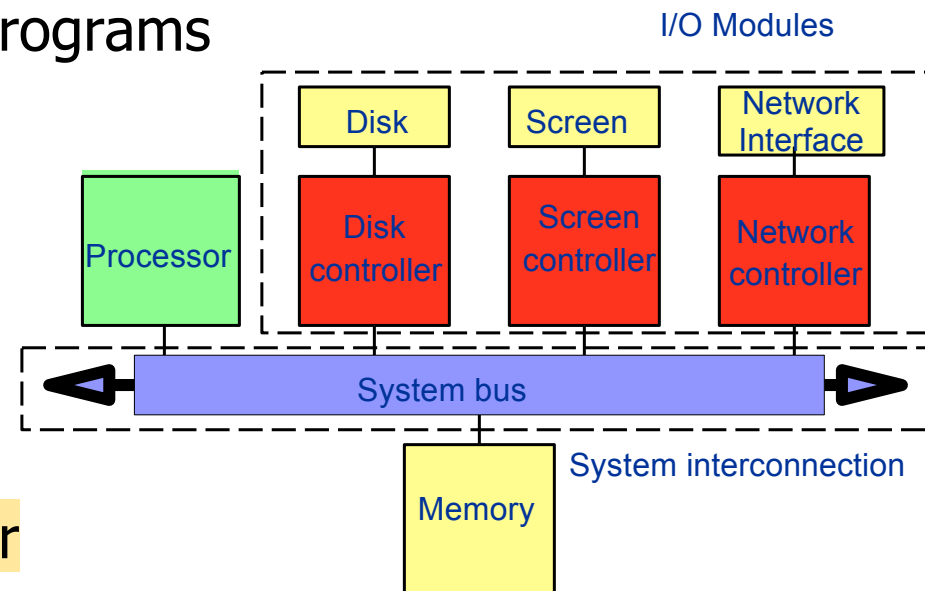 rograms
I/O Modules
Disk
Screen
Network
Interface
Processor
Disk
controller
Screen
controller
Network
controller
System bus
System interconnection
Memory
r